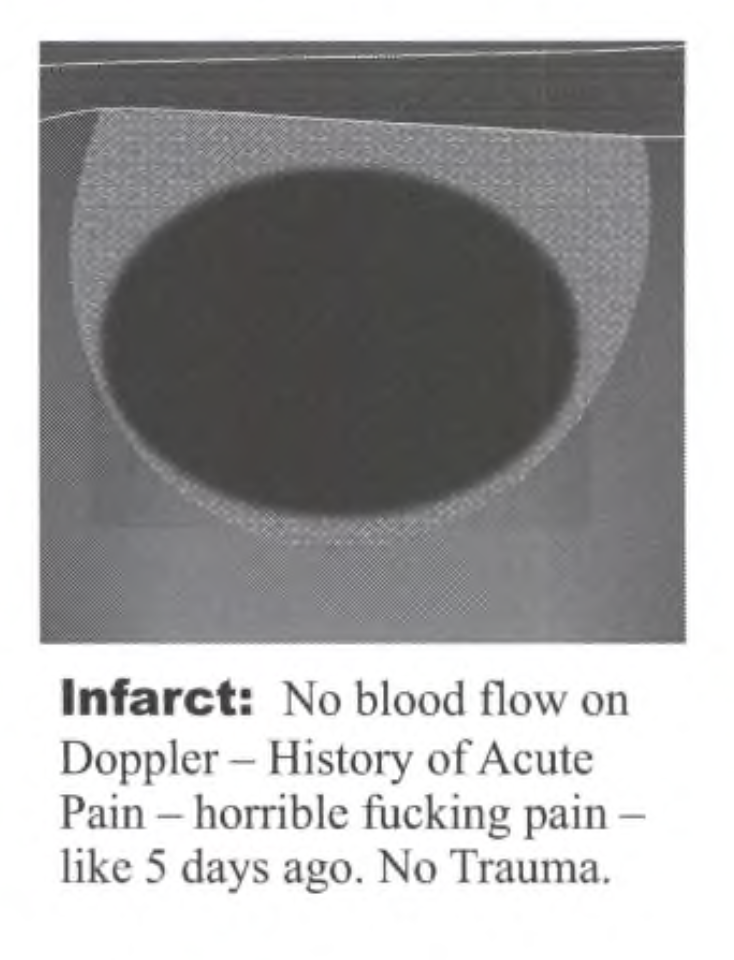 Infarct: No blood flow on
Doppler – History of Acute
Pain – horrible fucking pain –
like 5 days ago. No Trauma.